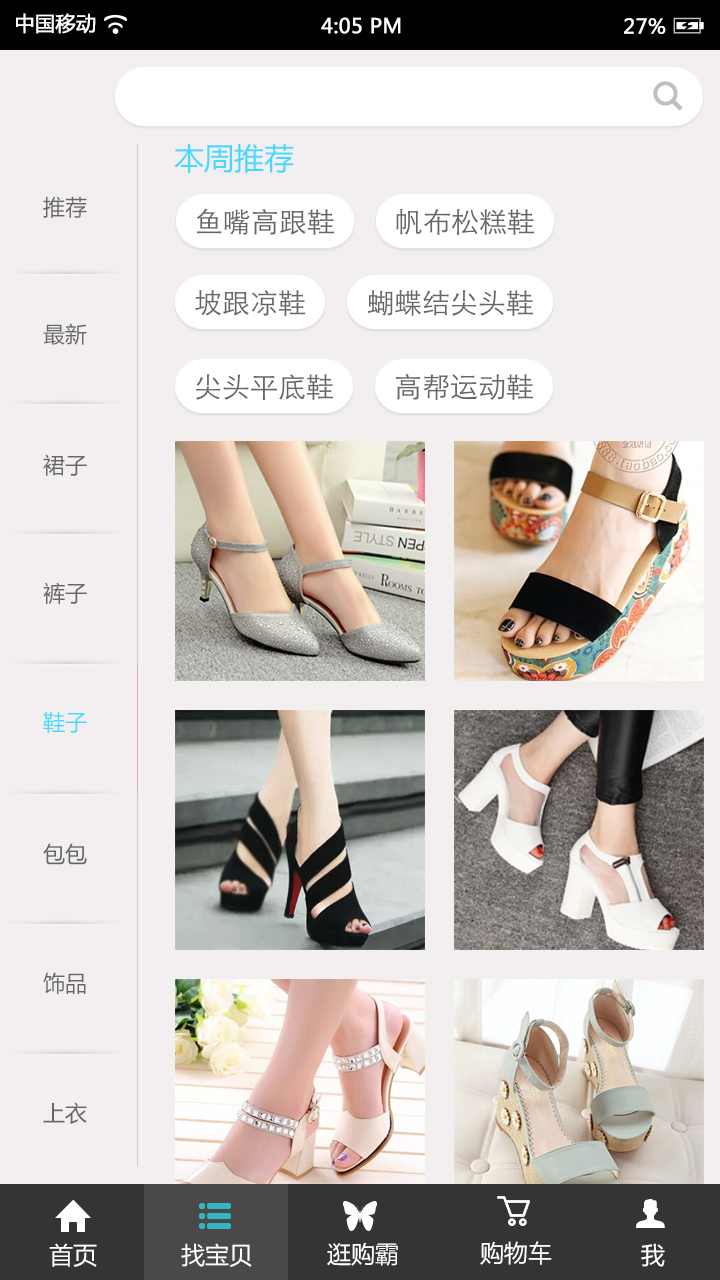 中国移动 4:05 PM 27%
本周推荐
鱼嘴高跟鞋 帆布松糕鞋
坡跟凉鞋 蝴蝶结尖头鞋
尖头平底鞋 高帮运动鞋
推荐
最新
裙子
裤子
鞋子
包包
饰品
上衣
STYLE PEN
ROOMS TO
.taobao.c
首页 找宝贝 逛购霸 购物车 我